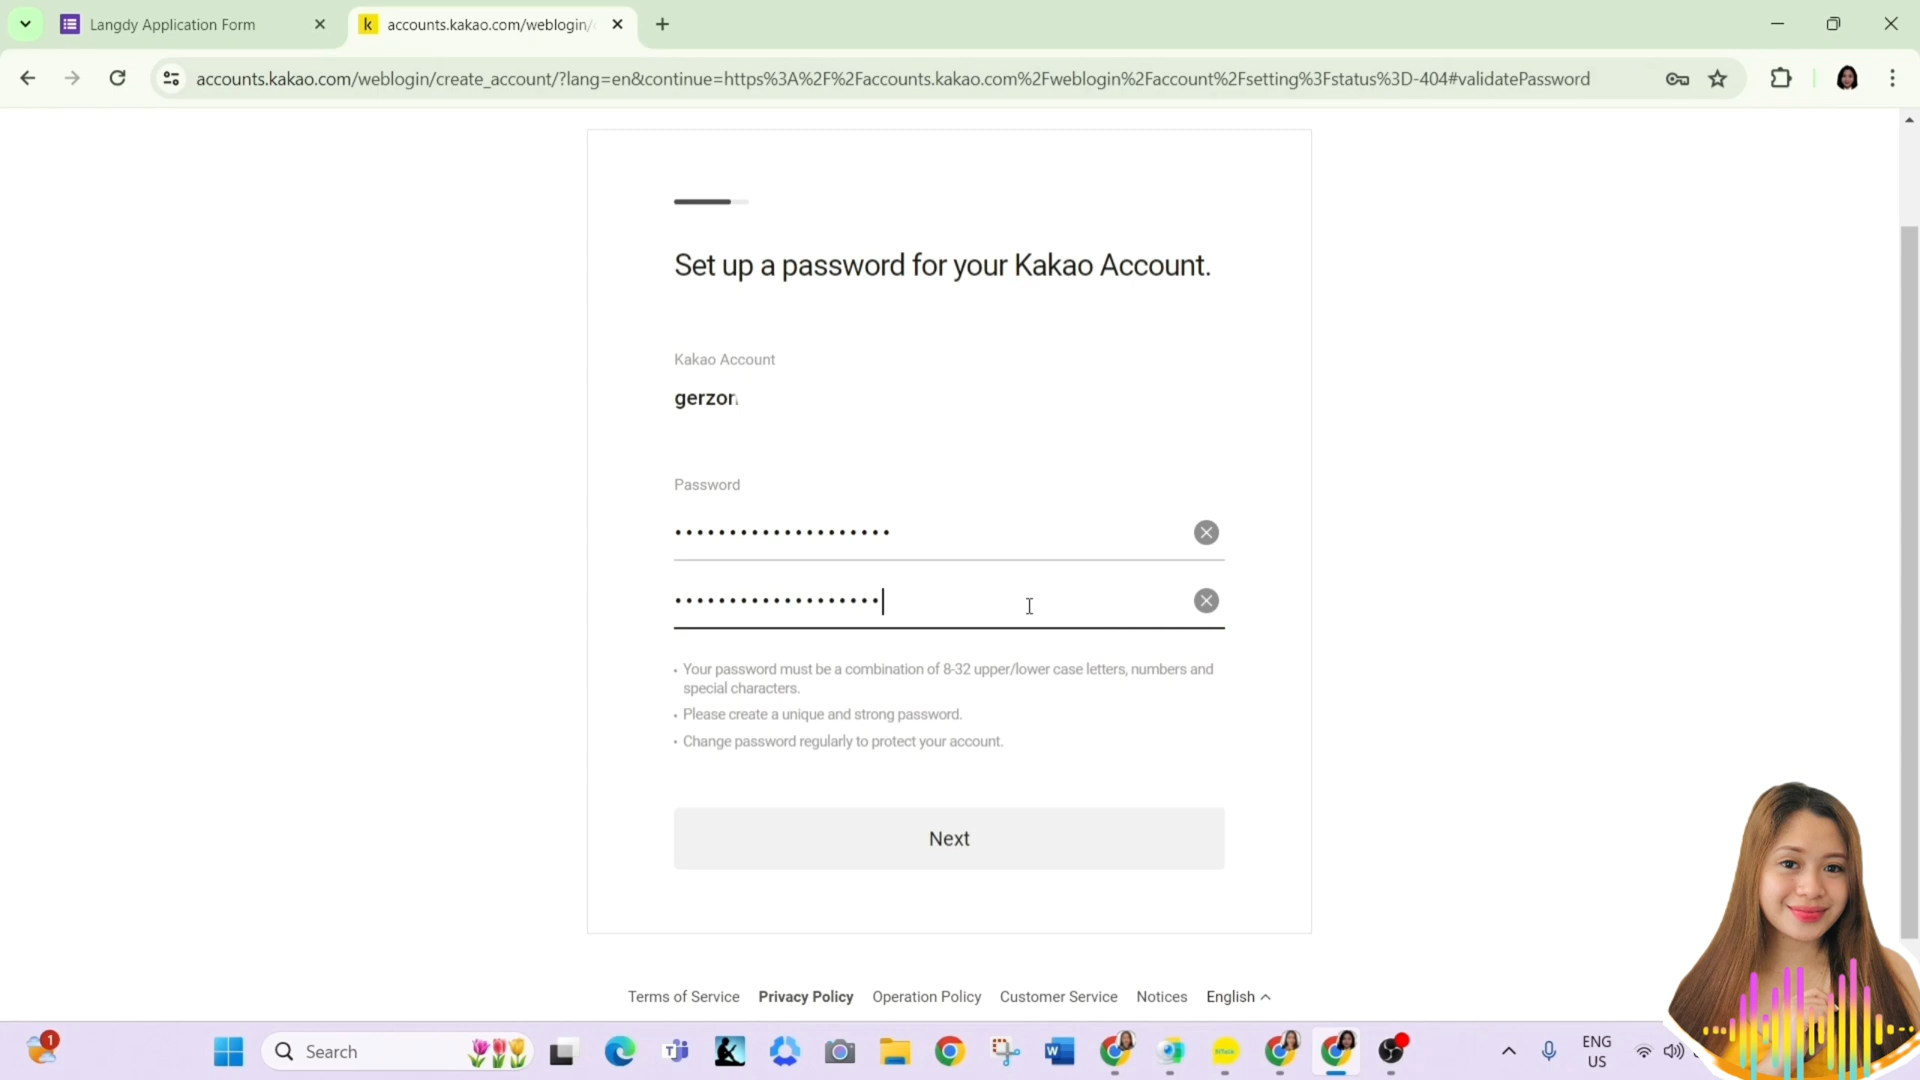 Langdy Application Form
accounts.kakao.com/weblogin/
accounts.kakao.com/weblogin/create_account/?lang=en&continue=https%3A%2F%2Faccounts.kakao.com%2Fweblogin%2Faccount%2Fsetting%3Fstatus%3D-404#validatePassword
Set up a password for your Kakao Account.
Kakao Account
gerzon
Password
• Your password must be a combination of 8-32 upper/lower case letters, numbers and
special characters.
• Please create a unique and strong password.
• Change password regularly to protect your account.
Next
Terms of Service Privacy Policy Operation Policy Customer Service Notices English
1
Search
ENG
US